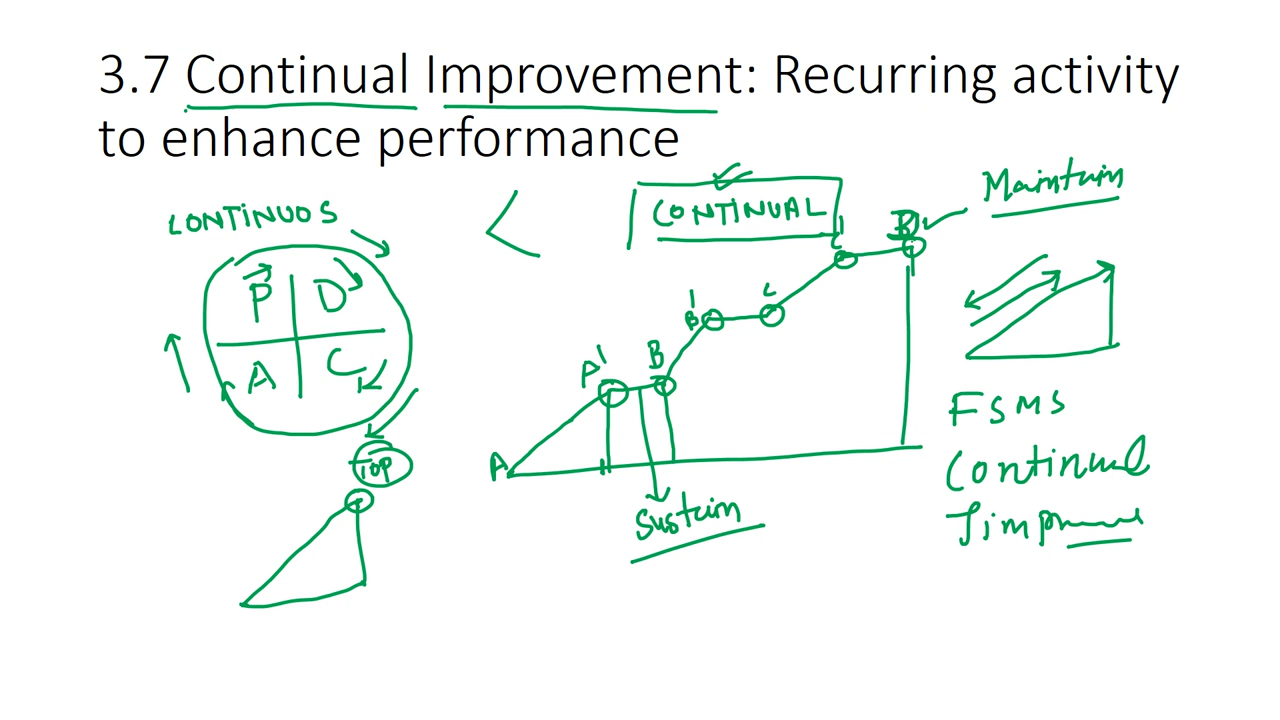 3.7 Continual Improvement: Recurring activity
to enhance performance
CONTINUOS
CONTINUAL
Maintain
P D
A C
TOP
A
A'
B
B'
C
C'
Sustain
FSMS
Continual